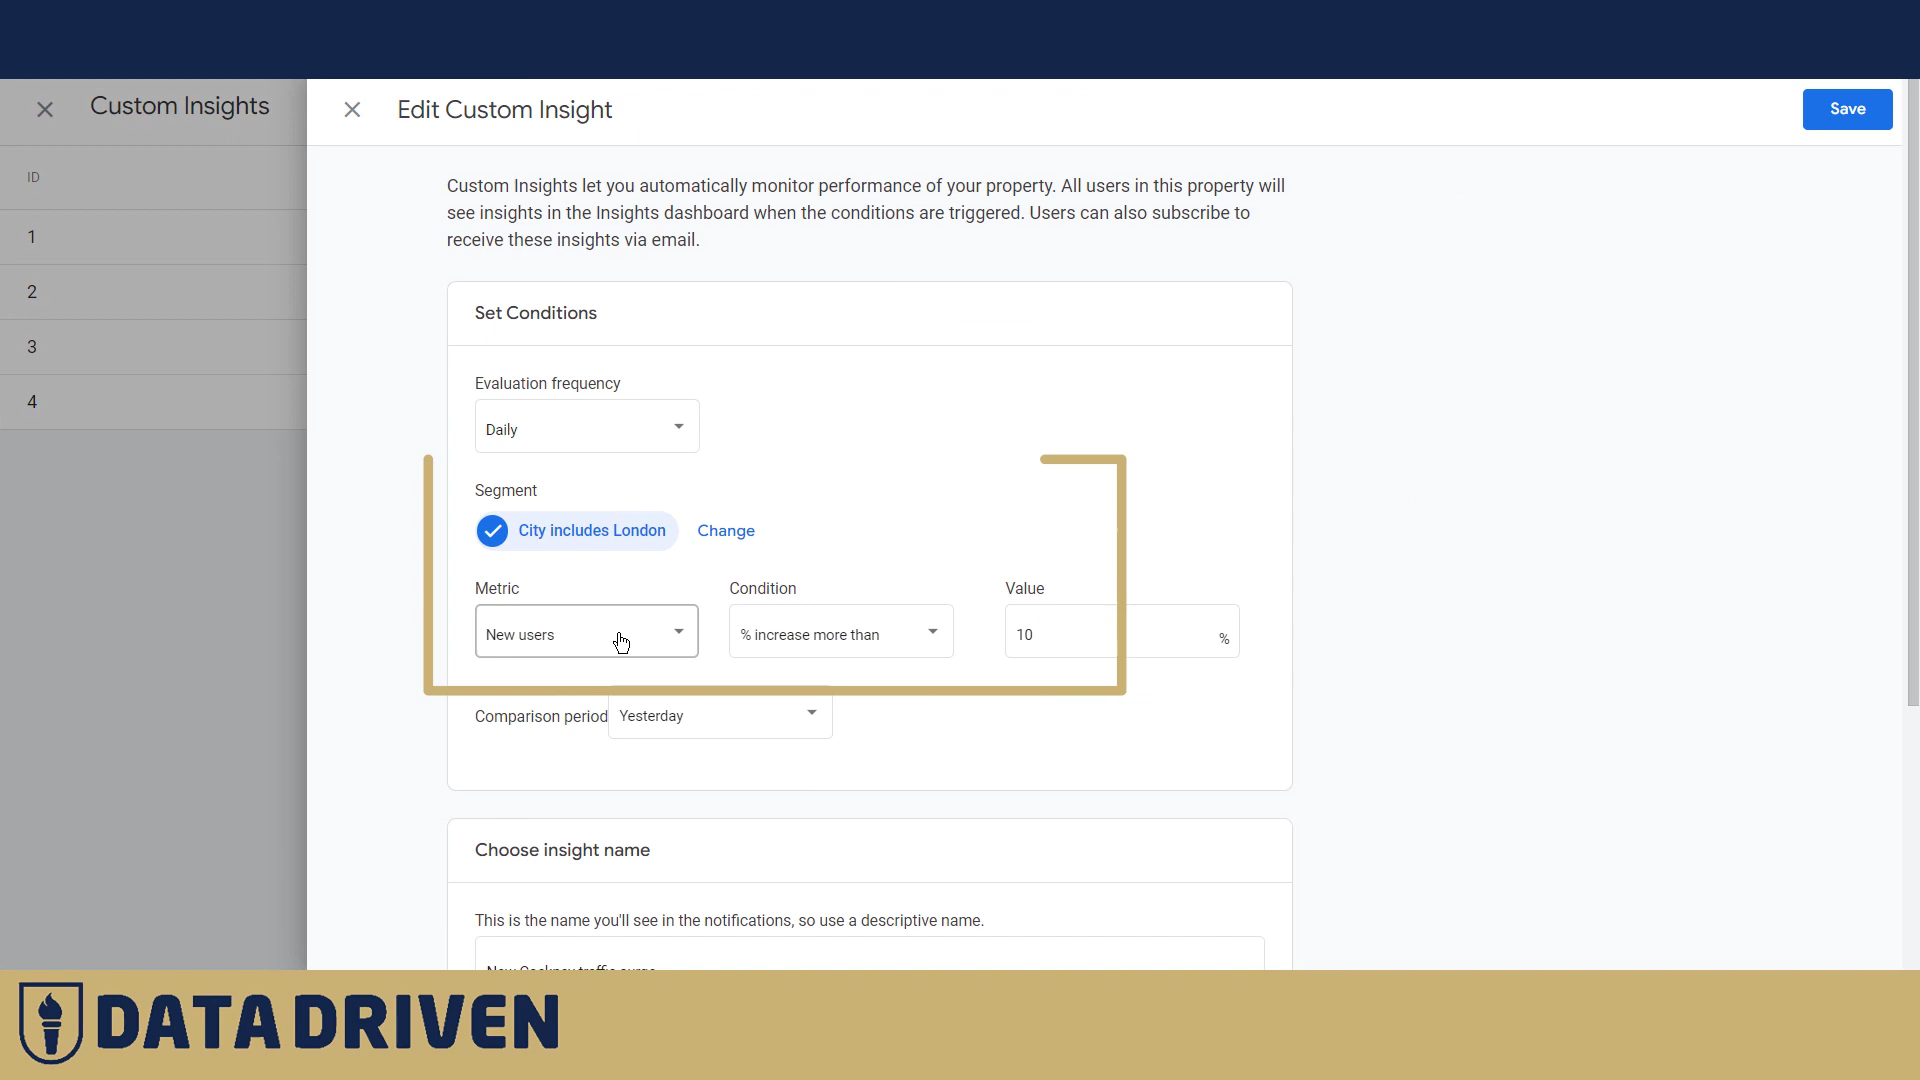 Custom Insights
Edit Custom Insight
Save
ID
1
2
3
4
Custom Insights let you automatically monitor performance of your property. All users in this property will
see insights in the Insights dashboard when the conditions are triggered. Users can also subscribe to
receive these insights via email.
Set Conditions
Evaluation frequency
Daily
Segment
City includes London Change
Metric Condition Value
New users % increase more than 10 %
Comparison period Yesterday
Choose insight name
This is the name you'll see in the notifications, so use a descriptive name.
New Cockney traffic surge
DATA DRIVEN